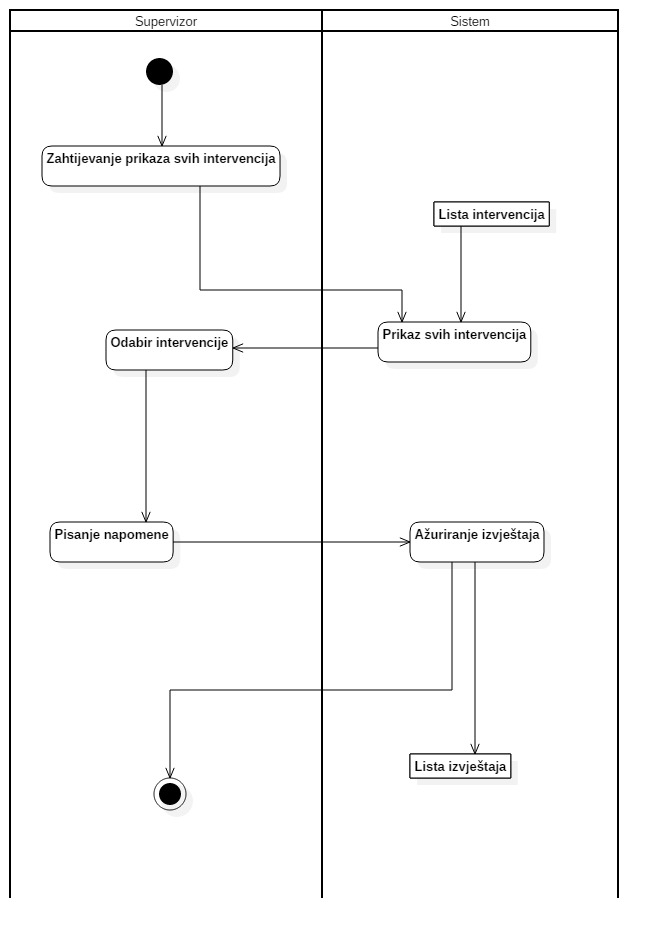 Supervizor
Sistem
Zahtijevanje prikaza svih intervencija
Lista intervencija
Prikaz svih intervencija
Odabir intervencije
Pisanje napomene
Ažuriranje izvještaja
Lista izvještaja